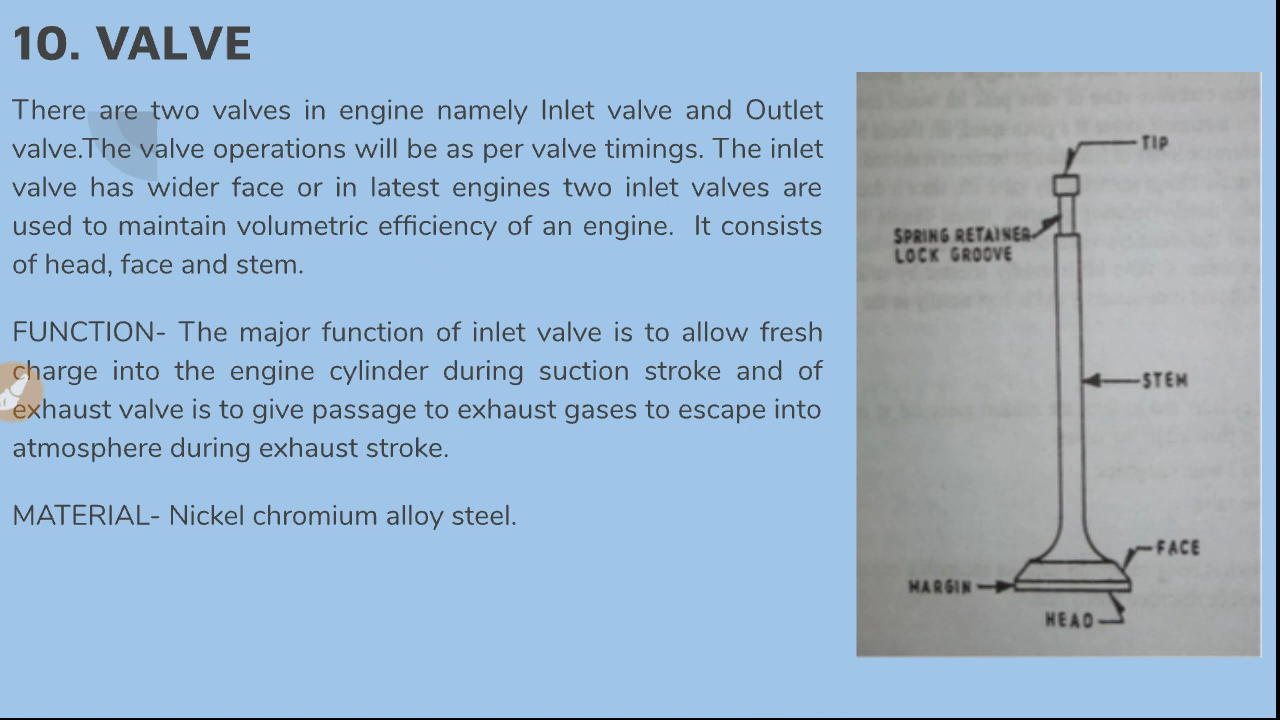 10. VALVE
There are two valves in engine namely Inlet valve and Outlet
valve.The valve operations will be as per valve timings. The inlet
valve has wider face or in latest engines two inlet valves are
used to maintain volumetric efficiency of an engine. It consists
of head, face and stem.
FUNCTION- The major function of inlet valve is to allow fresh
charge into the engine cylinder during suction stroke and of
exhaust valve is to give passage to exhaust gases to escape into
atmosphere during exhaust stroke.
MATERIAL- Nickel chromium alloy steel.
TIP
SPRING RETAINER
LOCK GROOVE
STEM
FACE
MARGIN
HEAD